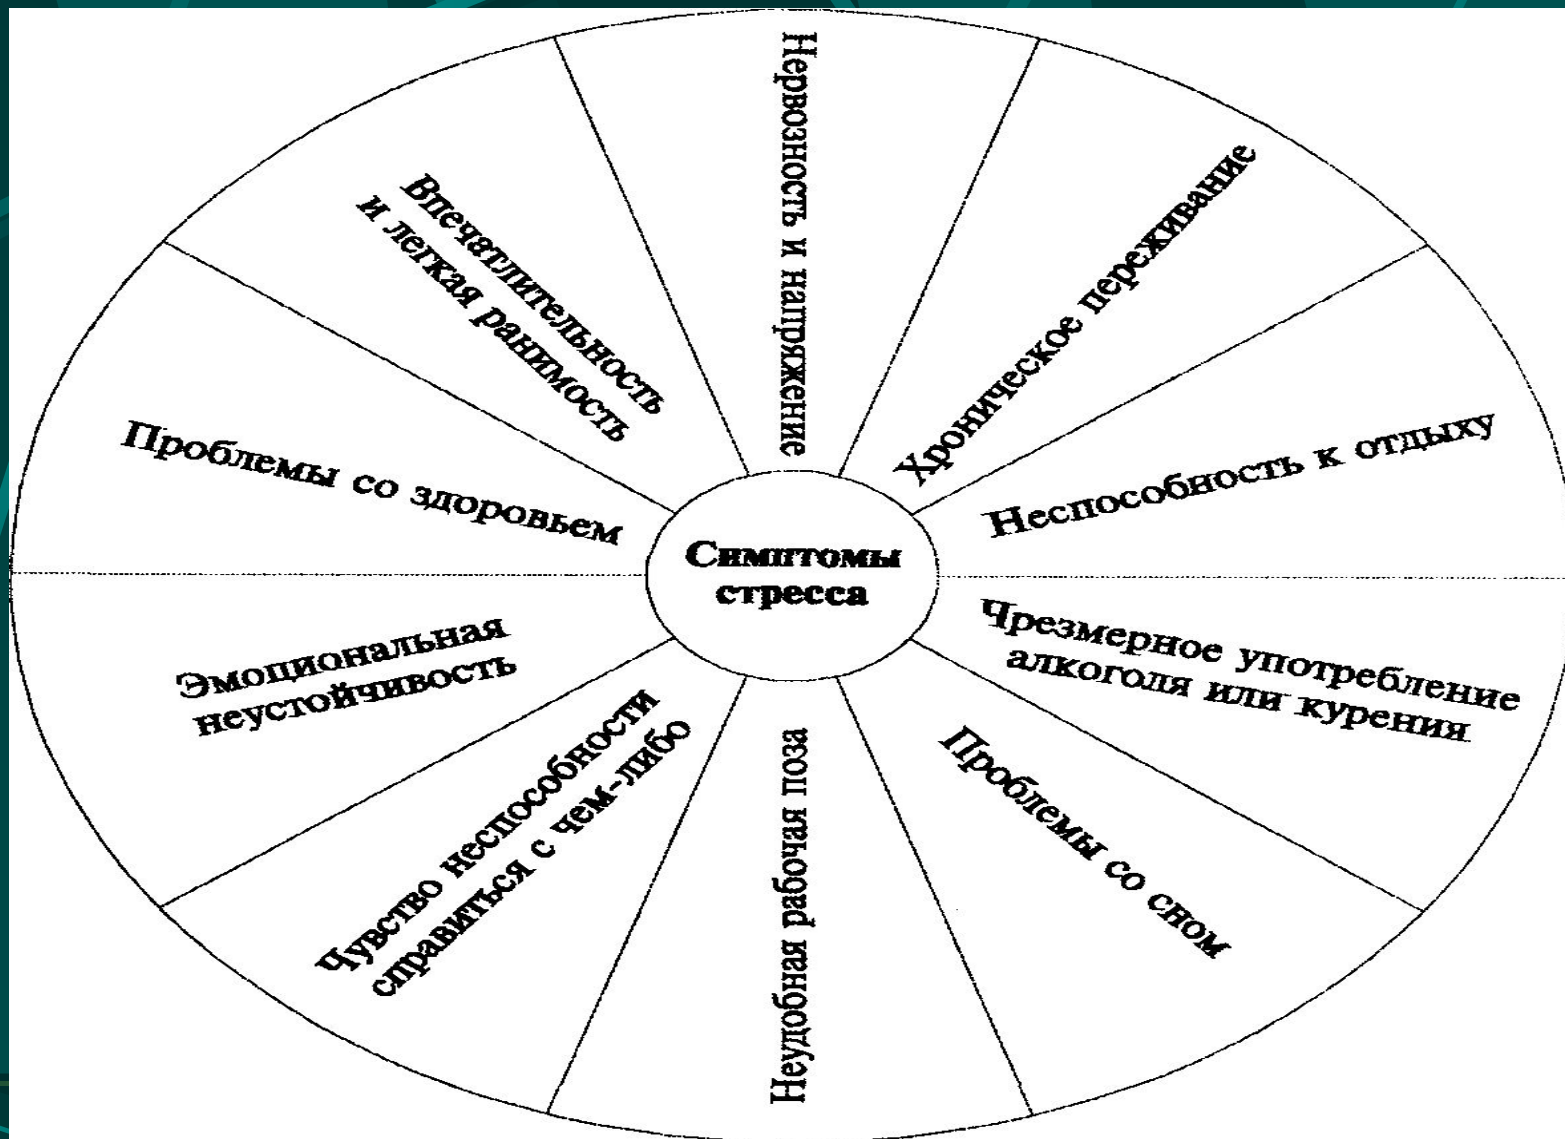 Нервозность и напряжение
Хроническое переживание
Неспособность к отдыху
Чрезмерное употребление
алкоголя или курения
Проблемы со сном
Неудобная рабочая поза
Чувство неспособности
справиться с чем-либо
Эмоциональная
неустойчивость
Проблемы со здоровьем
Впечатлительность
и легкая ранимость
Симптомы
стресса